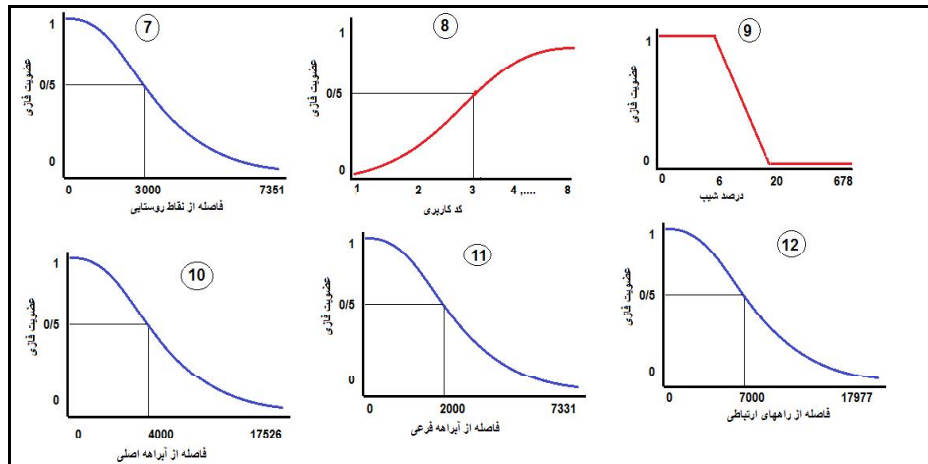 7
1
0/5
0
عضویت فازی
0 3000 7351
فاصله از نقاط روستایی
8
1
0/5
0
عضویت فازی
1 2 3 4 ,.... 8
کد کاربری
9
1
0
عضویت فازی
0 6 20 678
درصد شیب
10
1
0/5
0
عضویت فازی
0 4000 17526
فاصله از آبراهه اصلی
11
1
0/5
0
عضویت فازی
0 2000 7331
فاصله از آبراهه فرعی
12
1
0/5
0
عضویت فازی
0 7000 17977
فاصله از راههای ارتباطی